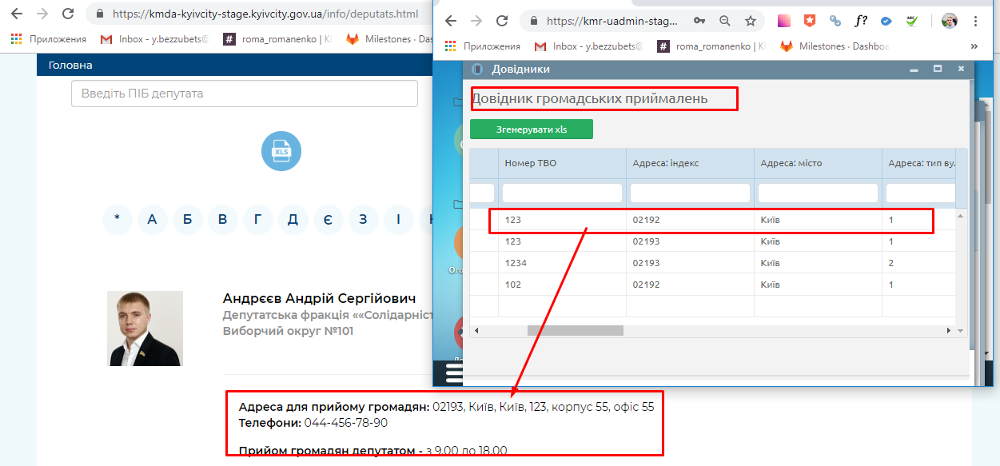 https://kmda-kyivcity-stage.kyivcity.gov.ua/info/deputats.html
Приложения
Inbox - y.bezzubets@
roma_romanenko | K
Milestones · Das
Головна
Введіть ПІБ депутата
XLS
* А Б В Г Д Є З І
Андрєєв Андрій Сергійович
Депутатська фракція ««Солідарніст
Виборчий округ №101
Адреса для прийому громадян: 02193, Київ, Київ, 123, корпус 55, офіс 55
Телефони: 044-456-78-90
Прийом громадян депутатом - з 9.00 до 18.00
https://kmr-uadmin-stag...
f?
ABC
Приложения
Inbox - y.bezzubets@
roma_romanenko | K
Milestones · Dashboa
»
Довідники
Довідник громадських приймалень
Згенерувати xls
Номер ТВО Адреса: індекс Адреса: місто Адреса: тип вул
123 02192 Київ 1
123 02193 Київ 1
1234 02193 Київ 2
102 02192 Київ 1